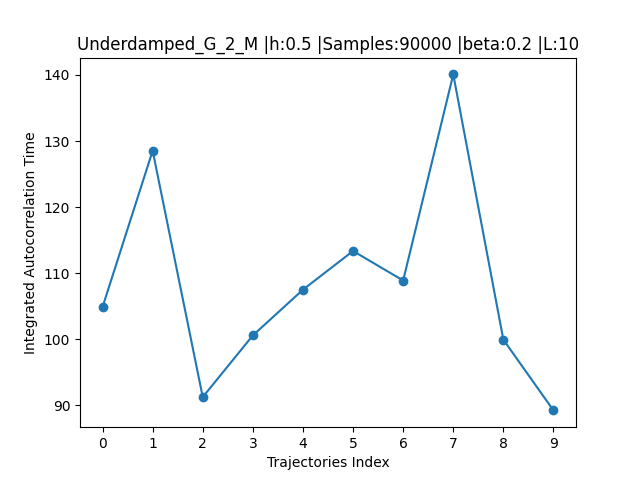 Underdamped_G_2_M |h:0.5 |Samples:90000 |beta:0.2 |L:10
140
130
120
110
100
90
Integrated Autocorrelation Time
0 1 2 3 4 5 6 7 8 9
Trajectories Index